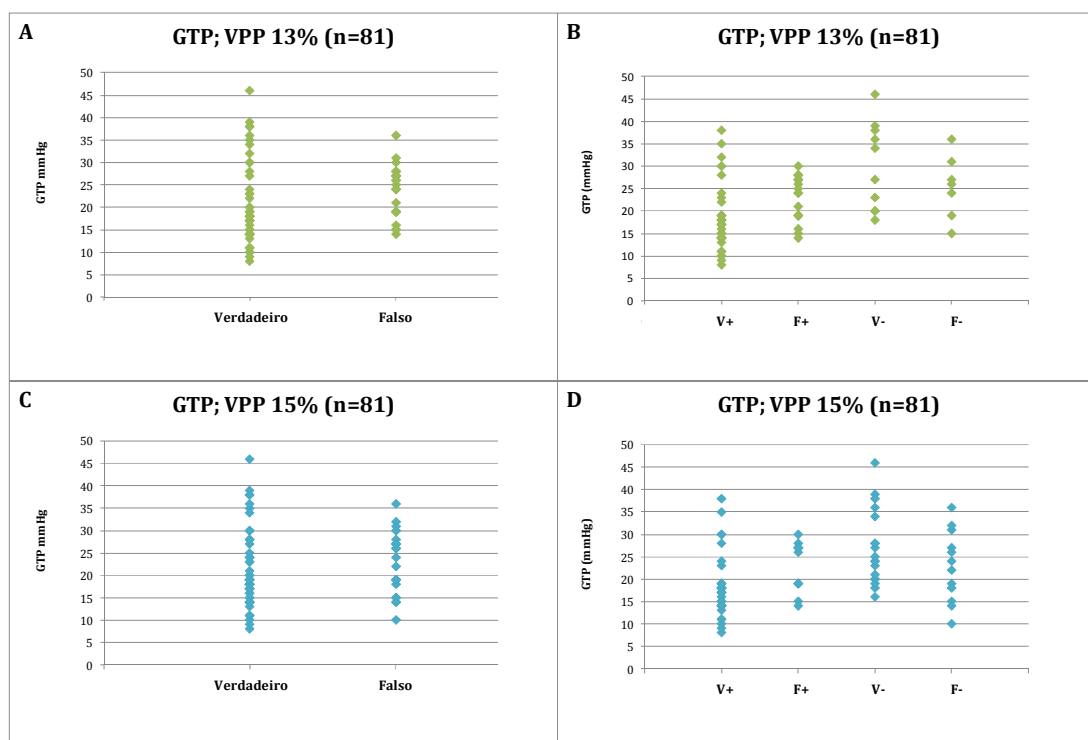 A
GTP; VPP 13% (n=81)
GTP mmHg
50
45
40
35
30
25
20
15
10
5
0
Verdadeiro
Falso
B
GTP; VPP 13% (n=81)
GTP (mmHg)
50
45
40
35
30
25
20
15
10
5
0
V+
F+
V-
F-
C
GTP; VPP 15% (n=81)
GTP mmHg
50
45
40
35
30
25
20
15
10
5
0
Verdadeiro
Falso
D
GTP; VPP 15% (n=81)
GTP (mmHg)
50
45
40
35
30
25
20
15
10
5
0
V+
F+
V-
F-